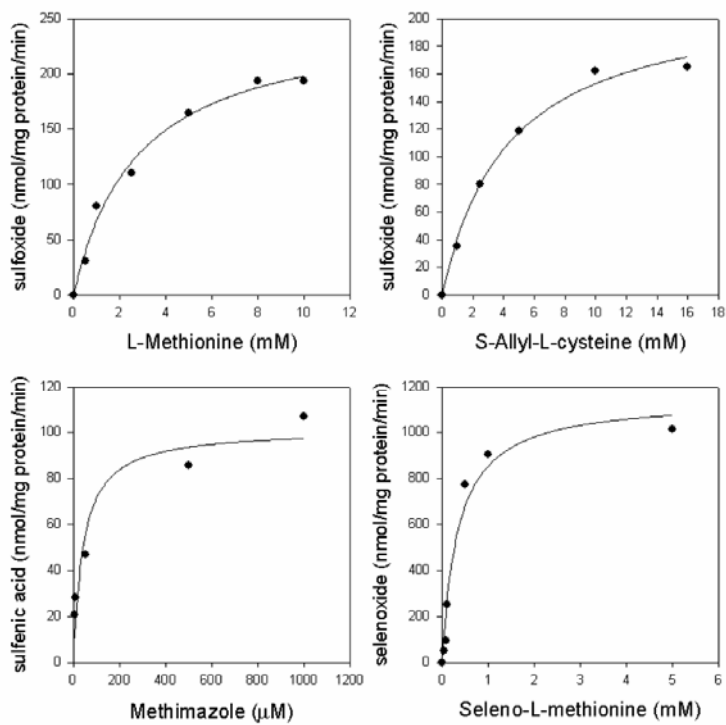 250
200
150
100
50
0
0 2 4 6 8 10 12
sulfoxide (nmol/mg protein/min)
L-Methionine (mM)
200
180
160
140
120
100
80
60
40
20
0
0 2 4 6 8 10 12 14 16 18
sulfoxide (nmol/mg protein/min)
S-Allyl-L-cysteine (mM)
120
100
80
60
40
20
0
0 200 400 600 800 1000 1200
sulfenic acid (nmol/mg protein/min)
Methimazole (μM)
1200
1000
800
600
400
200
0
0 1 2 3 4 5 6
selenoxide (nmol/mg protein/min)
Seleno-L-methionine (mM)